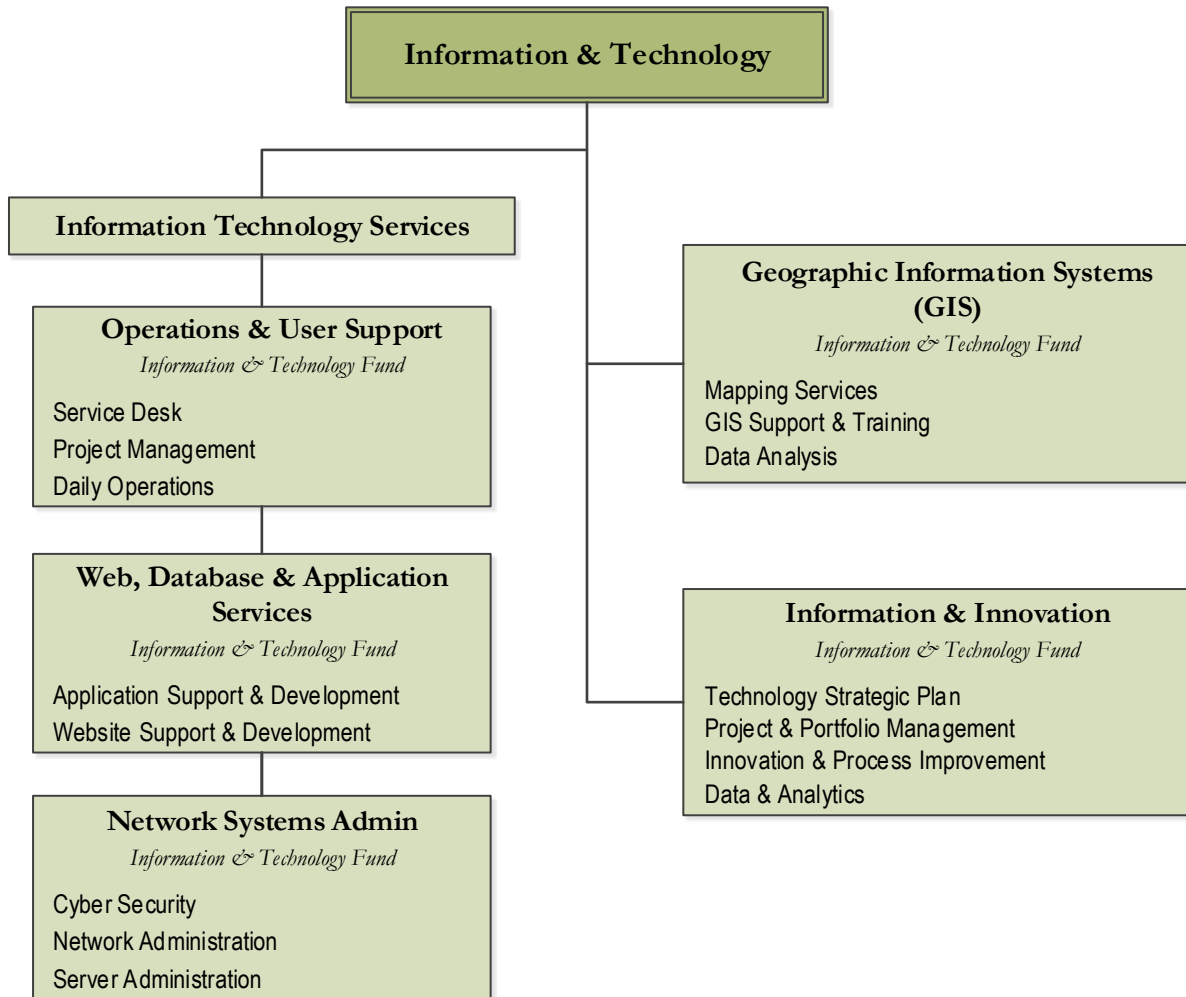 Information & Technology
Information Technology Services
Operations & User Support
Information & Technology Fund
Service Desk
Project Management
Daily Operations
Web, Database & Application
Services
Information & Technology Fund
Application Support & Development
Website Support & Development
Network Systems Admin
Information & Technology Fund
Cyber Security
Network Administration
Server Administration
Geographic Information Systems
(GIS)
Information & Technology Fund
Mapping Services
GIS Support & Training
Data Analysis
Information & Innovation
Information & Technology Fund
Technology Strategic Plan
Project & Portfolio Management
Innovation & Process Improvement
Data & Analytics